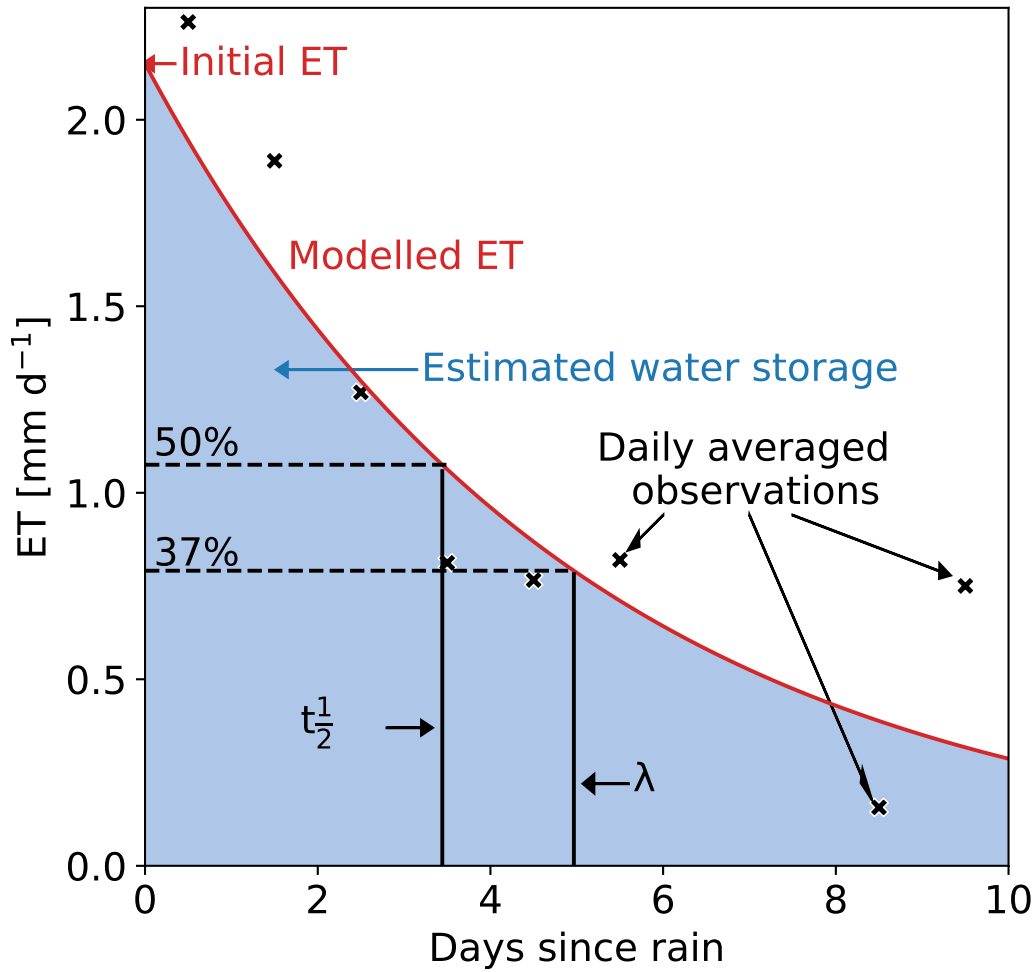 Initial ET
2.0
Modelled ET
1.5
Estimated water storage
50%
Daily averaged
observations
1.0
37%
0.5
t½
λ
0.0
0 2 4 6 8 10
Days since rain
ET [mm d⁻¹]